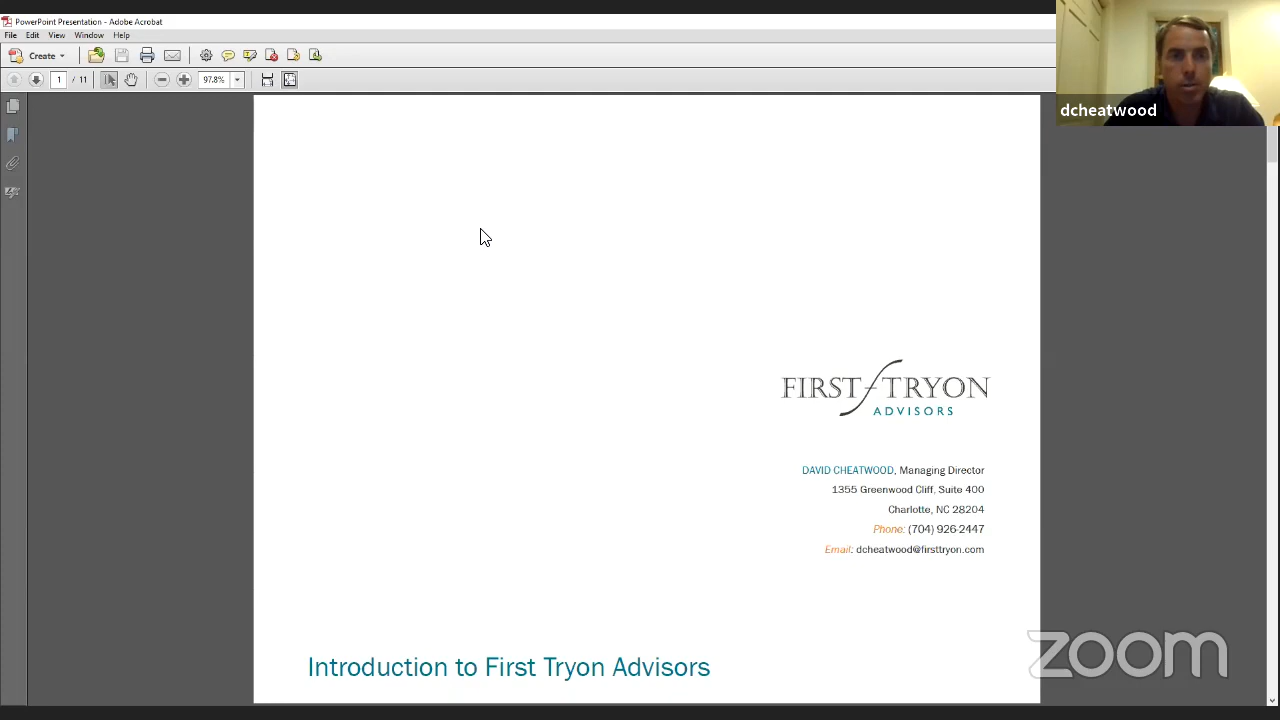 PowerPoint Presentation - Adobe Acrobat
File Edit View Window Help
Create
1 / 11 97.8%
dcheatwood
FIRST TRYON
ADVISORS
DAVID CHEATWOOD, Managing Director
1355 Greenwood Cliff, Suite 400
Charlotte, NC 28204
Phone: (704) 926-2447
Email: dcheatwood@firsttryon.com
Introduction to First Tryon Advisors
zoom